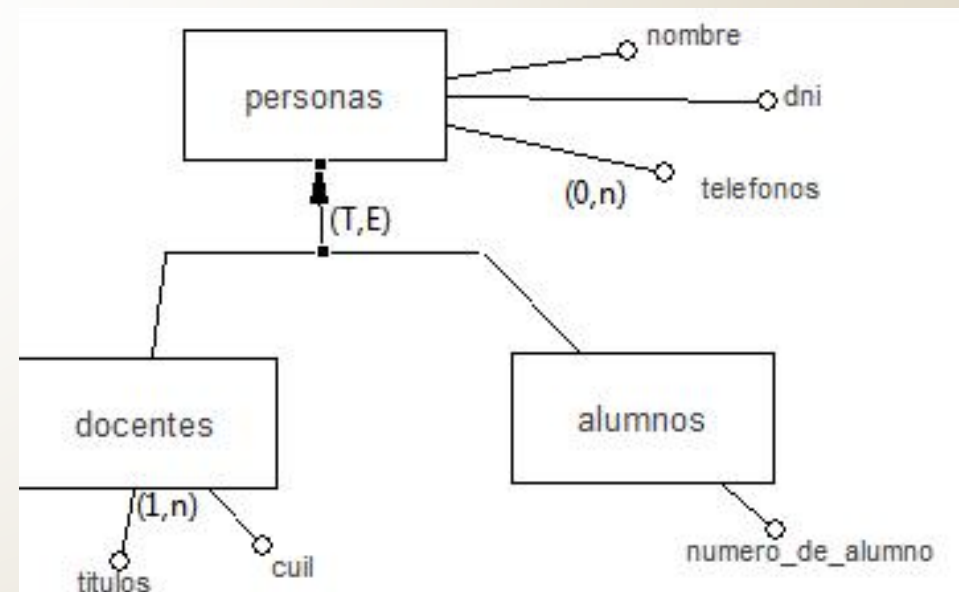 nombre
personas
dni
(0,n)
telefonos
(T,E)
docentes
alumnos
(1,n)
titulos
cuil
numero_de_alumno